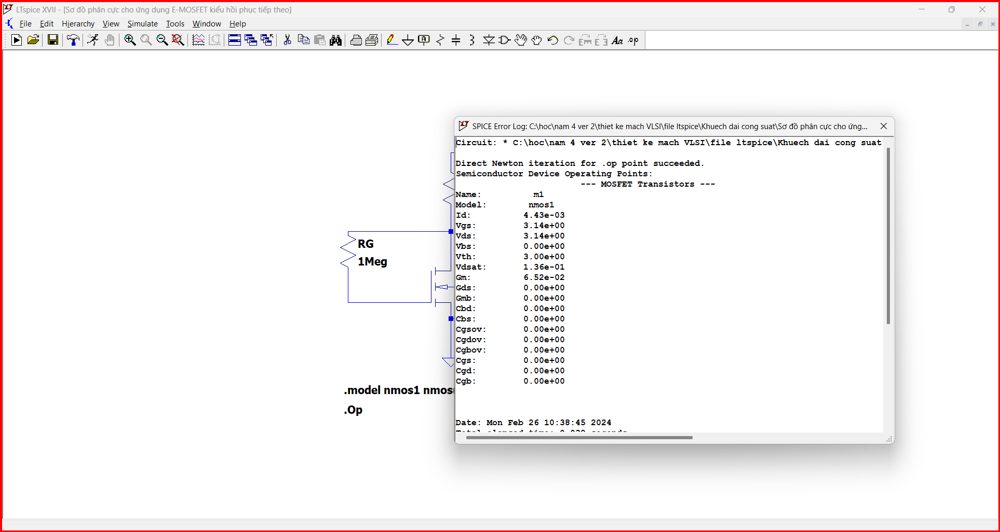 LTspice XVII - [Sơ đồ phân cực cho ứng dụng E-MOSFET kiểu hồi phục tiếp theo]
File Edit Hierarchy View Simulate Tools Window Help
.op
SPICE Error Log: C:\hoc\nam 4 ver 2\thiet ke mach VLSI\file ltspice\Khuech dai cong suat\Sơ đồ phân cực cho ứng...
Circuit: * C:\hoc\nam 4 ver 2\thiet ke mach VLSI\file ltspice\Khuech dai cong suat
Direct Newton iteration for .op point succeeded.
Semiconductor Device Operating Points:
--- MOSFET Transistors ---
Name: m1
Model: nmos1
Id: 4.43e-03
Vgs: 3.14e+00
Vds: 3.14e+00
Vbs: 0.00e+00
Vth: 3.00e+00
Vdsat: 1.36e-01
Gm: 6.52e-02
Gds: 0.00e+00
Gmb: 0.00e+00
Cbd: 0.00e+00
Cbs: 0.00e+00
Cgsov: 0.00e+00
Cgdov: 0.00e+00
Cgbov: 0.00e+00
Cgs: 0.00e+00
Cgd: 0.00e+00
Cgb: 0.00e+00
Date: Mon Feb 26 10:38:45 2024
Total elapsed time: 0.032 seconds
RG
1Meg
.model nmos1 nmos(
.Op